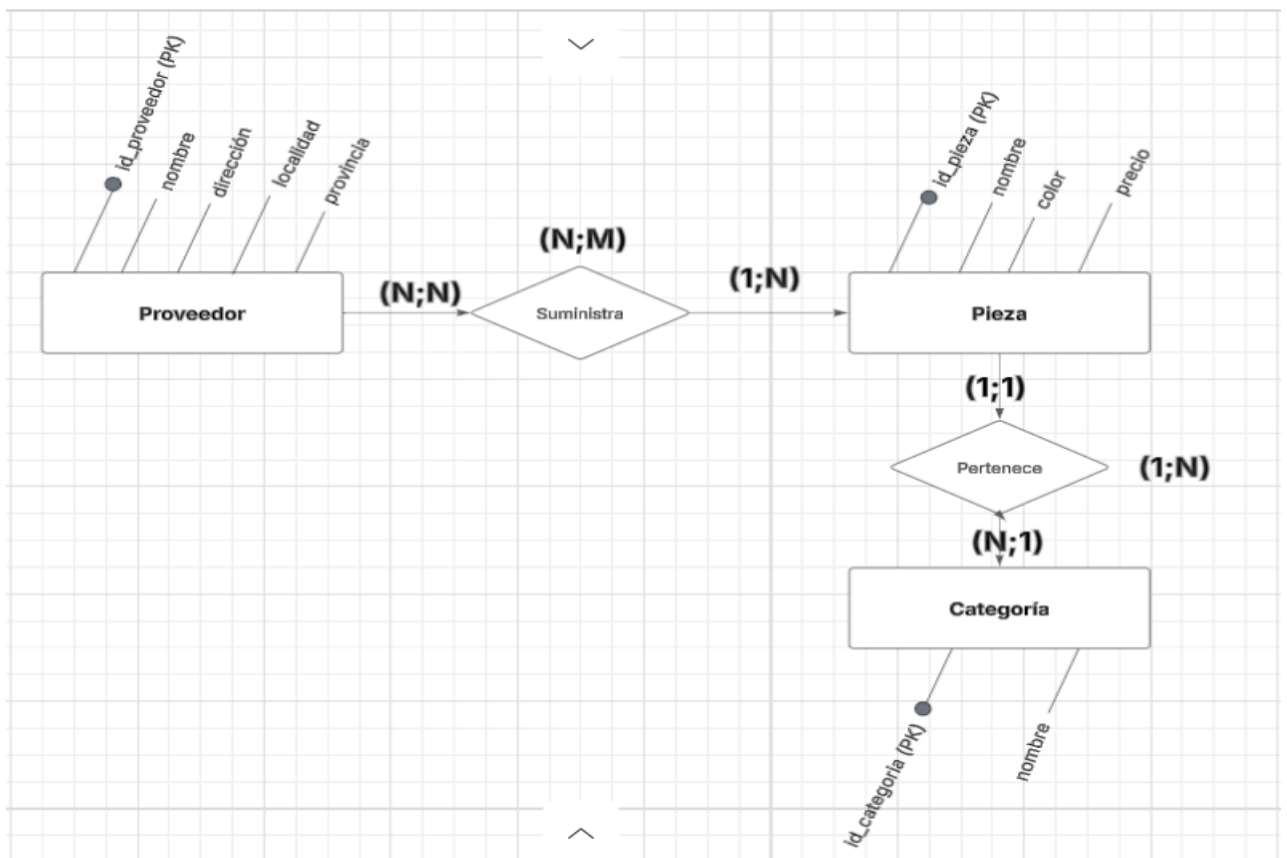 id_proveedor (PK)
nombre
dirección
localidad
provincia
id_pieza (PK)
nombre
color
precio
(N;M)
(N;N)
(1;N)
Proveedor
Suministra
Pieza
(1;1)
Pertenece
(1;N)
(N;1)
Categoría
id_categoria (PK)
nombre